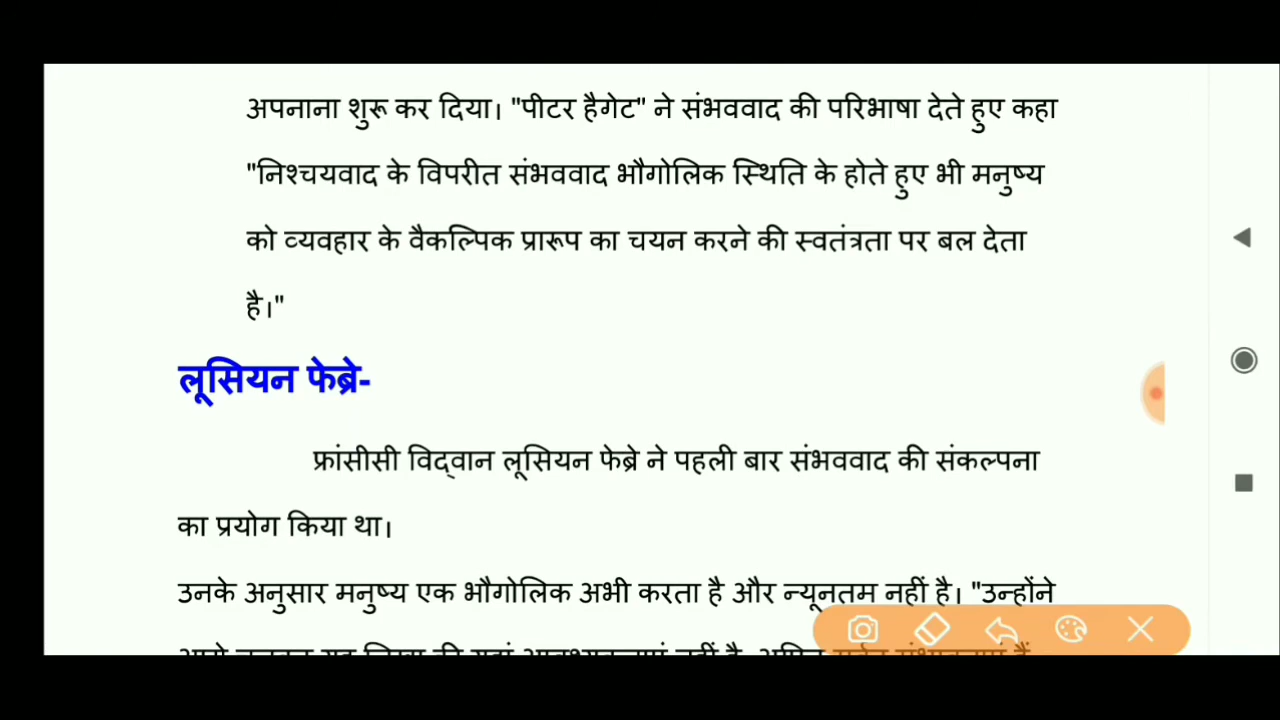 अपनाना शुरू कर दिया। "पीटर हैगेट" ने संभववाद की परिभाषा देते हुए कहा
"निश्चयवाद के विपरीत संभववाद भौगोलिक स्थिति के होते हुए भी मनुष्य
को व्यवहार के वैकल्पिक प्रारूप का चयन करने की स्वतंत्रता पर बल देता
है।"
लूसियन फेब्रे-
फ्रांसीसी विद्वान लूसियन फेब्रे ने पहली बार संभववाद की संकल्पना
का प्रयोग किया था।
उनके अनुसार मनुष्य एक भौगोलिक अभी करता है और न्यूनतम नहीं है। "उन्होंने